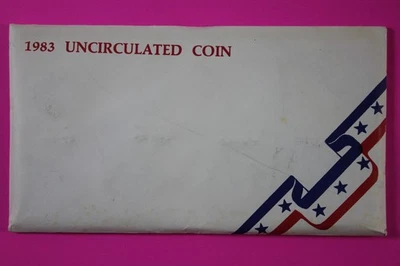 1983 UNCIRCULATED COIN